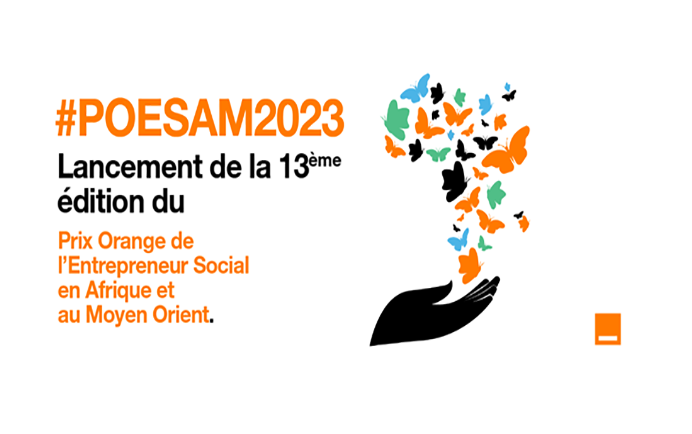 #POESAM2023
Lancement de la 13ème
édition du
Prix Orange de
l'Entrepreneur Social
en Afrique et
au Moyen Orient.